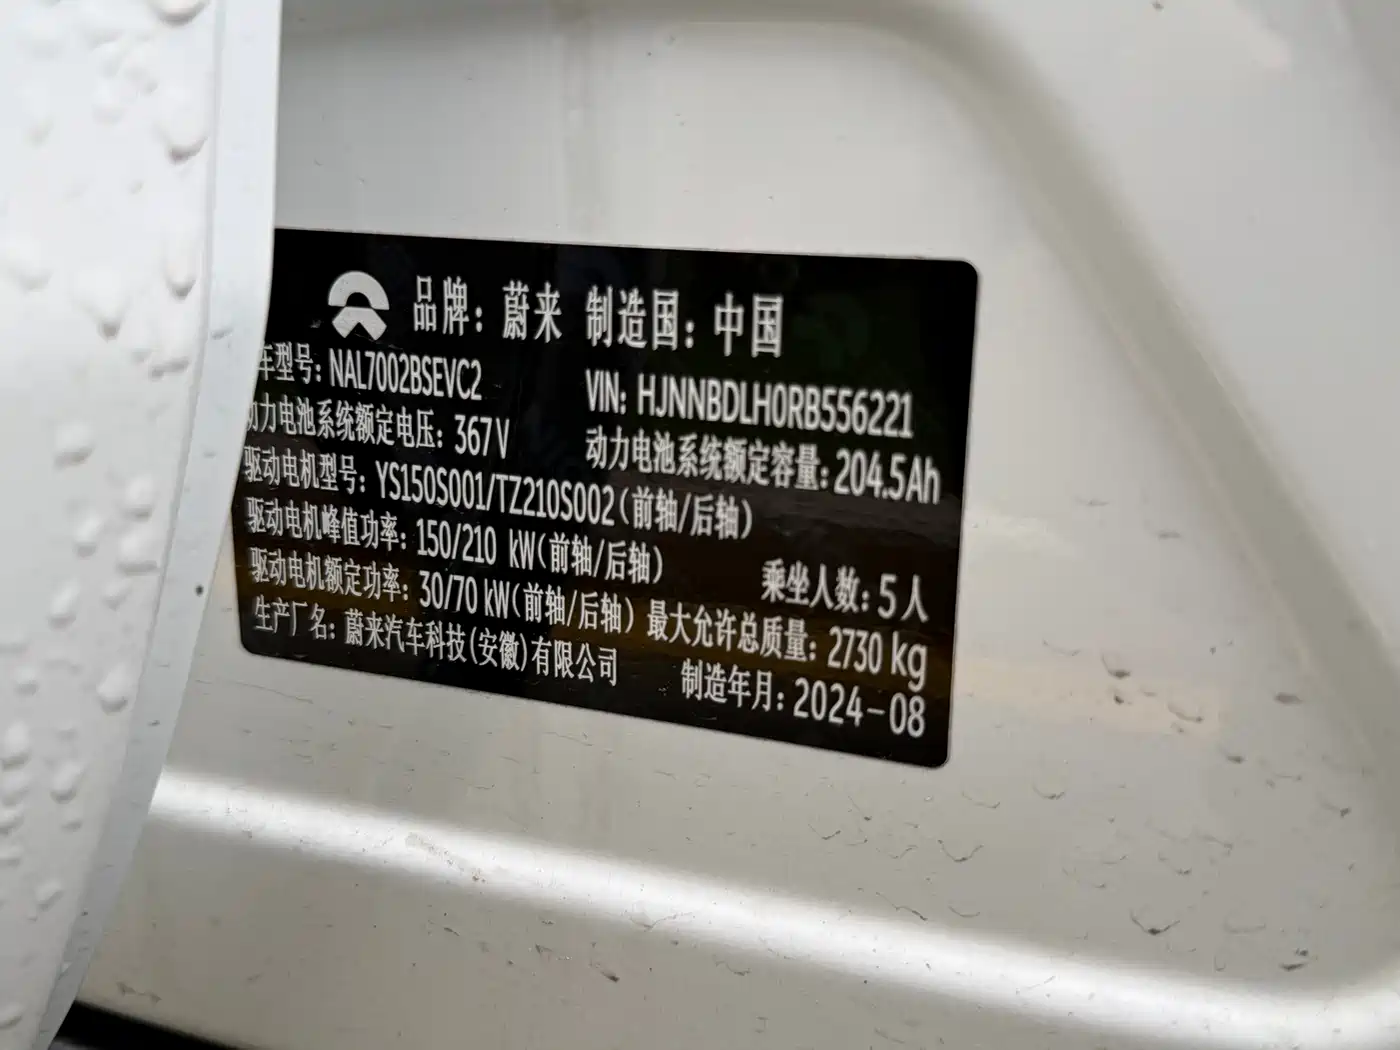 品牌：蔚来 制造国：中国
车型号：NAL7002BSEVC2 VIN：HJNNBDLH0RB556221
动力电池系统额定电压：367V 动力电池系统额定容量：204.5Ah
驱动电机型号：YS150S001/TZ210S002（前轴/后轴）
驱动电机峰值功率：150/210 kW（前轴/后轴） 乘坐人数：5人
驱动电机额定功率：30/70 kW（前轴/后轴） 最大允许总质量：2730 kg
生产厂名：蔚来汽车科技（安徽）有限公司 制造年月：2024-08